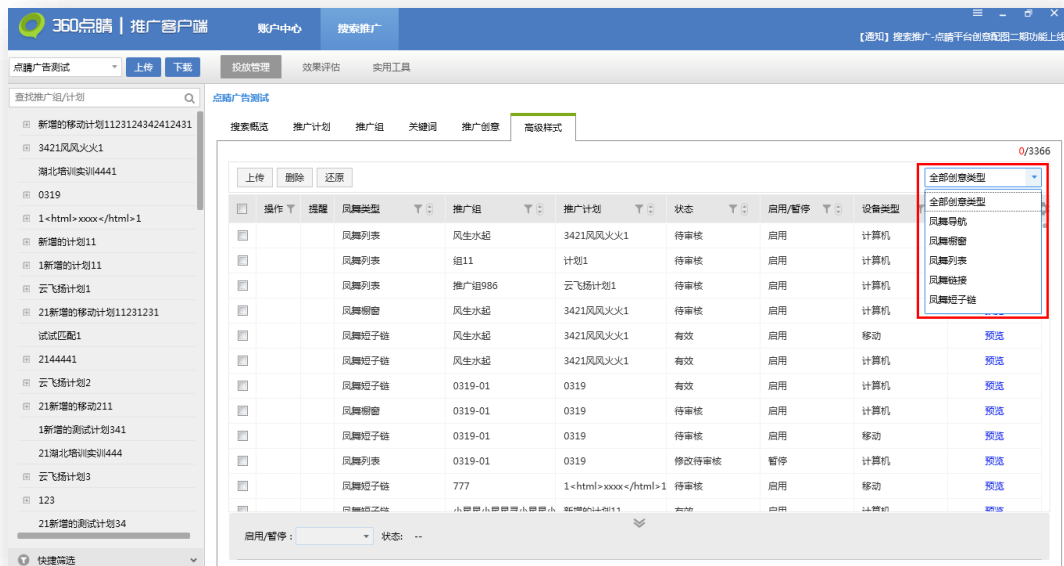 360点睛 | 推广客户端
账户中心 搜索推广
【通知】搜索推广-点睛平台创意配图二期功能上线
点睛广告测试 上传 下载 投放管理 效果评估 实用工具
查找推广组/计划
新增的移动计划1123124342412431
3421风风火火1
湖北培训实训4441
0319
1<html>xxxx</html>1
新增的计划11
1新增的计划11
云飞扬计划1
21新增的移动计划11231231
试试匹配1
2144441
云飞扬计划2
21新增的移动211
1新增的测试计划341
21湖北培训实训444
云飞扬计划3
123
21新增的测试计划34
快捷筛选
点睛广告测试
搜索概览 推广计划 推广组 关键词 推广创意 高级样式
0/3366
上传 删除 还原 全部创意类型
全部创意类型
凤舞导航
凤舞橱窗
凤舞列表
凤舞链接
凤舞短子链
操作 提醒 凤舞类型 推广组 推广计划 状态 启用/暂停 设备类型
凤舞列表 风生水起 3421风风火火1 待审核 启用 计算机
凤舞列表 组11 计划1 待审核 启用 计算机
凤舞列表 推广组986 云飞扬计划1 待审核 启用 计算机
凤舞橱窗 风生水起 3421风风火火1 待审核 启用 计算机
凤舞短子链 风生水起 3421风风火火1 有效 启用 移动 预览
凤舞短子链 风生水起 3421风风火火1 有效 启用 计算机 预览
凤舞短子链 0319-01 0319 有效 启用 计算机 预览
凤舞橱窗 0319-01 0319 待审核 启用 计算机 预览
凤舞短子链 0319-01 0319 待审核 启用 移动 预览
凤舞列表 0319-01 0319 修改待审核 暂停 计算机 预览
凤舞短子链 777 1<html>xxxx</html>1 待审核 启用 移动 预览
启用/暂停： 状态: --